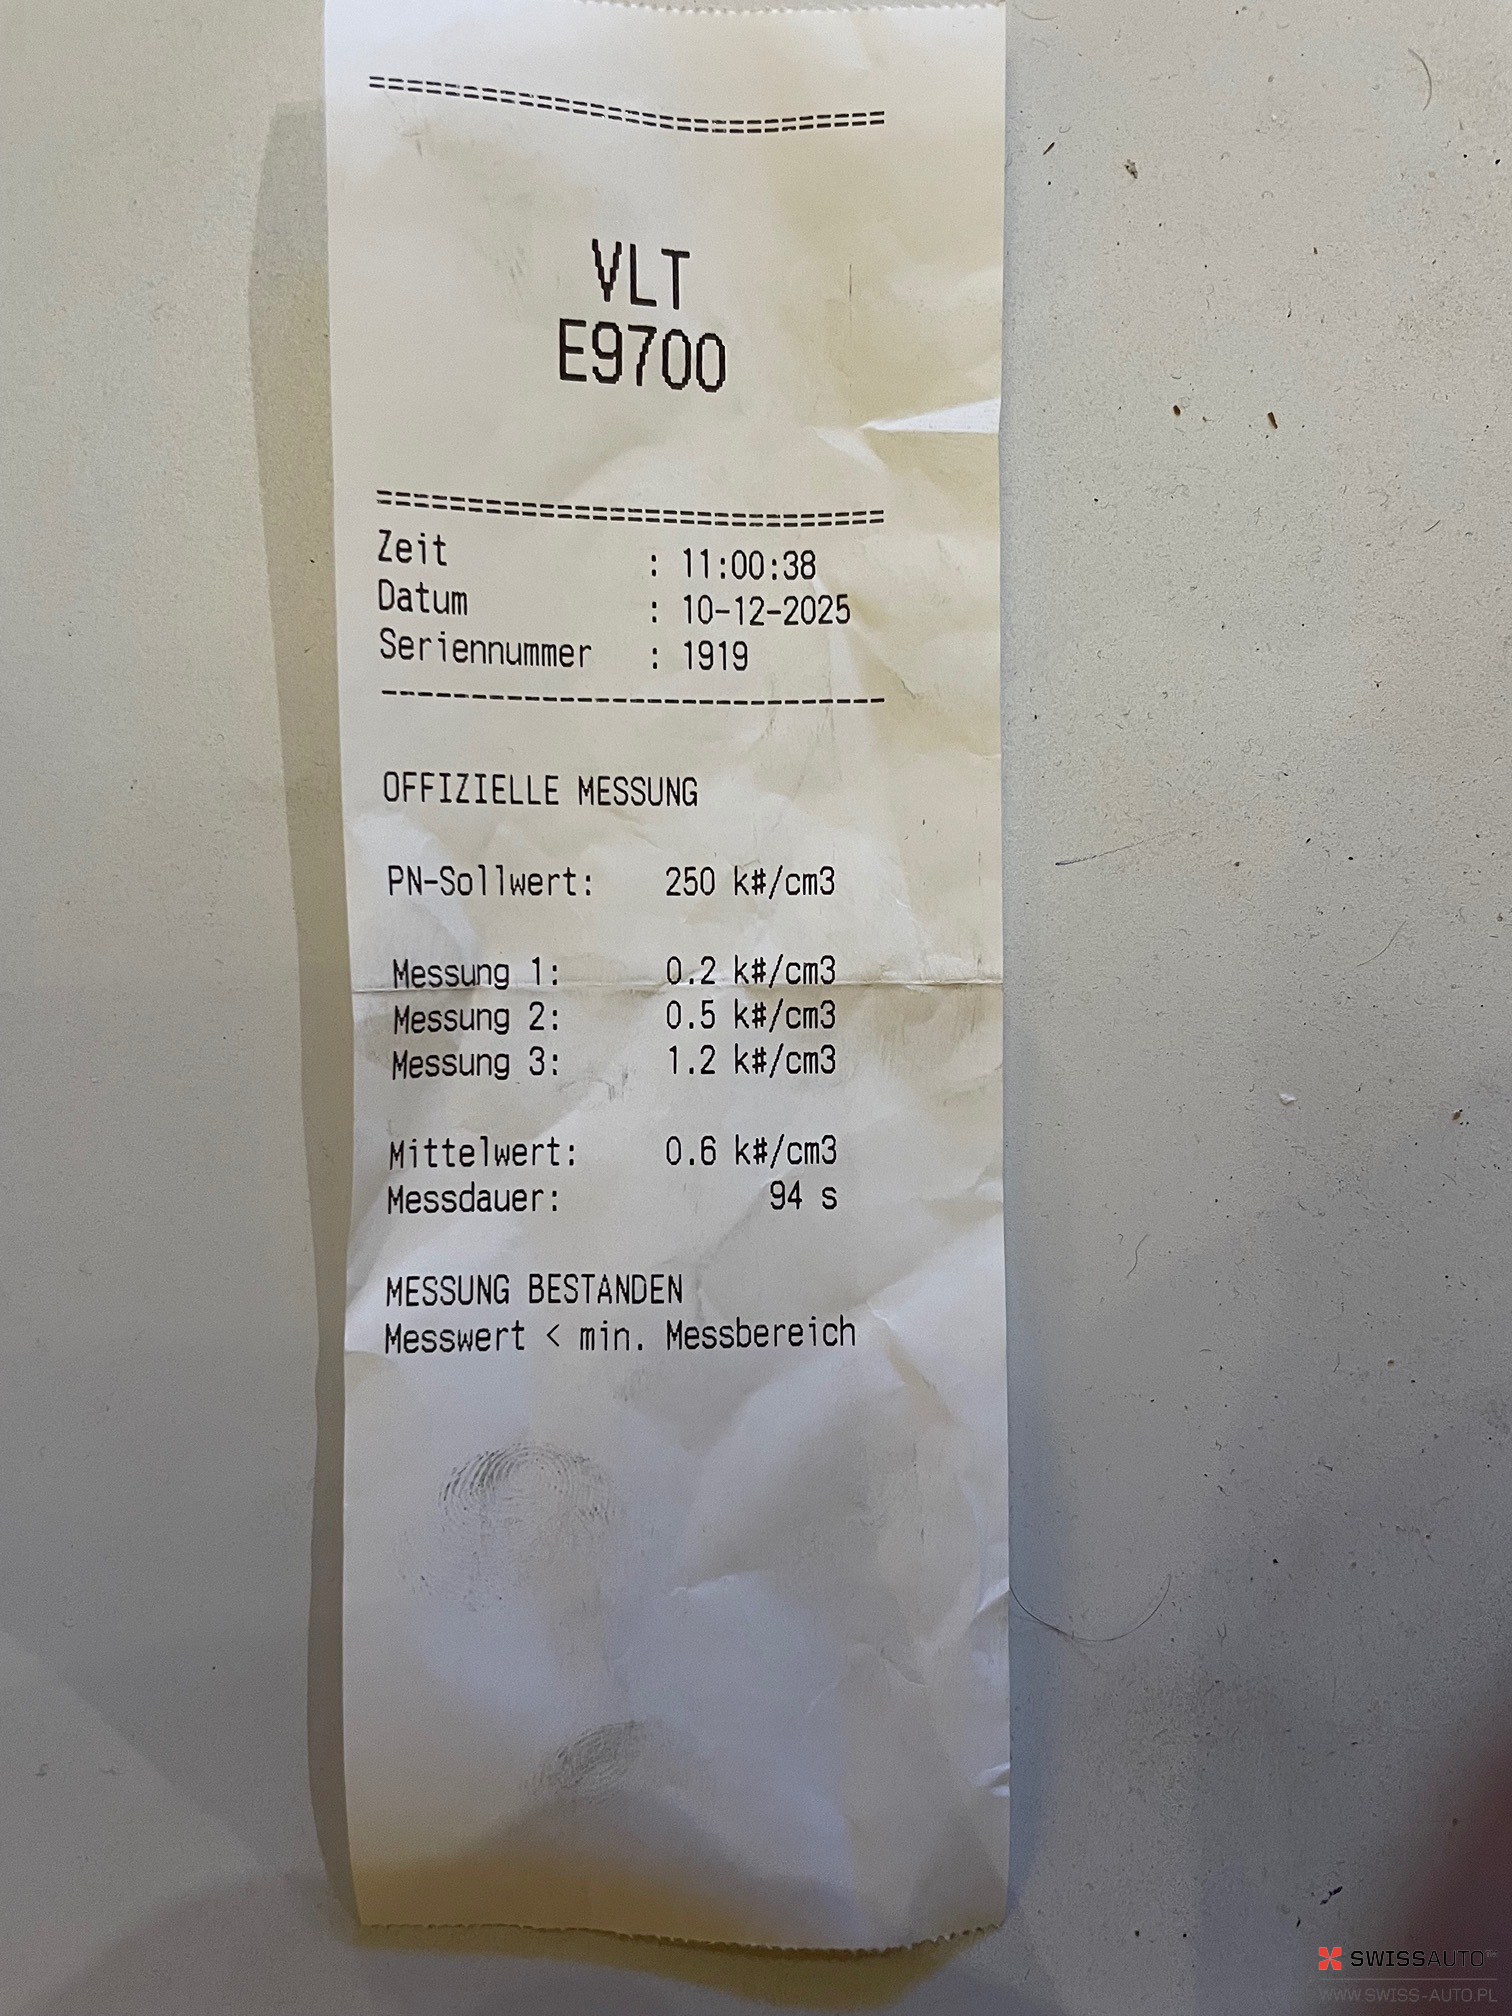 ============================
VLT
E9700
============================
Zeit : 11:00:38
Datum : 10-12-2025
Seriennummer : 1919
----------------------------
OFFIZIELLE MESSUNG
PN-Sollwert: 250 k#/cm3
Messung 1: 0.2 k#/cm3
Messung 2: 0.5 k#/cm3
Messung 3: 1.2 k#/cm3
Mittelwert: 0.6 k#/cm3
Messdauer: 94 s
MESSUNG BESTANDEN
Messwert < min. Messbereich
SWISSAUTO
WWW.SWISS-AUTO.PL